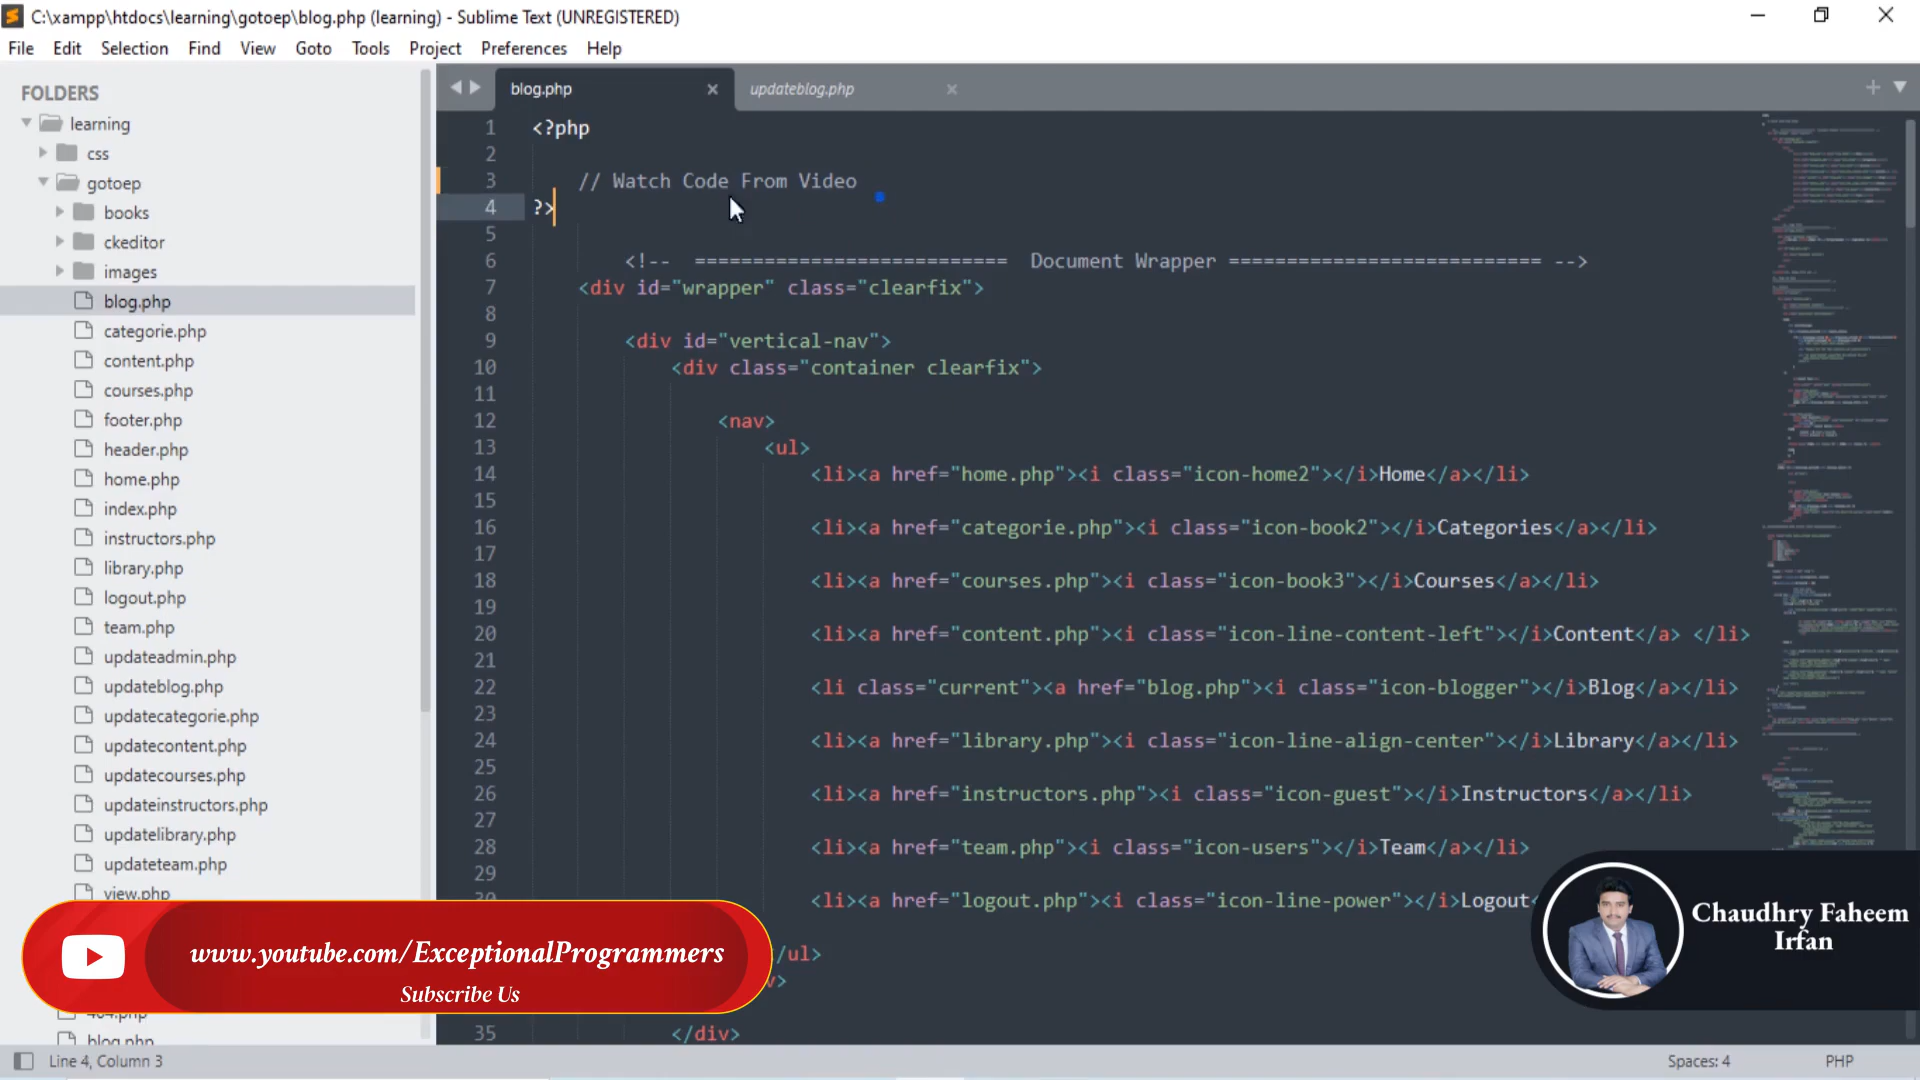 C:\xampp\htdocs\learning\gotoep\blog.php (learning) - Sublime Text (UNREGISTERED)
File Edit Selection Find View Goto Tools Project Preferences Help
FOLDERS
learning
css
gotoep
books
ckeditor
images
blog.php
categorie.php
content.php
courses.php
footer.php
header.php
home.php
index.php
instructors.php
library.php
logout.php
team.php
updateadmin.php
updateblog.php
updatecategorie.php
updatecontent.php
updatecourses.php
updateinstructors.php
updatelibrary.php
updateteam.php
view.php
404.php
blog.php
blog.php updateblog.php
1 <?php
2
3 // Watch Code From Video
4 ?>
5
6 <!-- =========================== Document Wrapper =========================== -->
7 <div id="wrapper" class="clearfix">
8
9 <div id="vertical-nav">
10 <div class="container clearfix">
11
12 <nav>
13 <ul>
14 <li><a href="home.php"><i class="icon-home2"></i>Home</a></li>
15
16 <li><a href="categorie.php"><i class="icon-book2"></i>Categories</a></li>
17
18 <li><a href="courses.php"><i class="icon-book3"></i>Courses</a></li>
19
20 <li><a href="content.php"><i class="icon-line-content-left"></i>Content</a> </li>
21
22 <li class="current"><a href="blog.php"><i class="icon-blogger"></i>Blog</a></li>
23
24 <li><a href="library.php"><i class="icon-line-align-center"></i>Library</a></li>
25
26 <li><a href="instructors.php"><i class="icon-guest"></i>Instructors</a></li>
27
28 <li><a href="team.php"><i class="icon-users"></i>Team</a></li>
29
30 <li><a href="logout.php"><i class="icon-line-power"></i>Logout<
/ul>
v>
35 </div>
www.youtube.com/ExceptionalProgrammers
Subscribe Us
Chaudhry Faheem
Irfan
Line 4, Column 3
Spaces: 4
PHP